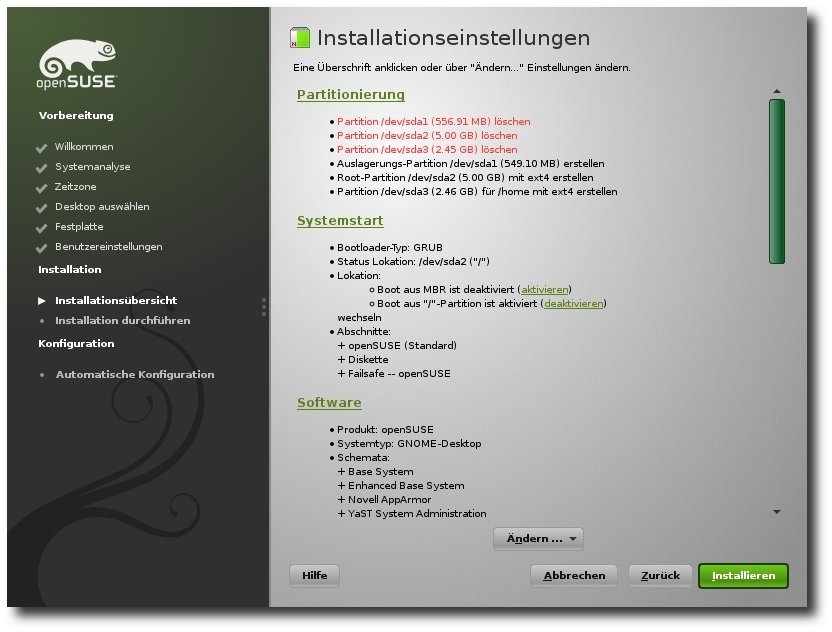 openSUSE
Vorbereitung
Willkommen
Systemanalyse
Zeitzone
Desktop auswählen
Festplatte
Benutzereinstellungen
Installation
Installationsübersicht
Installation durchführen
Konfiguration
Automatische Konfiguration
Installationseinstellungen
Eine Überschrift anklicken oder über "Ändern..." Einstellungen ändern.
Partitionierung
• Partition /dev/sda1 (556.91 MB) löschen
• Partition /dev/sda2 (5.00 GB) löschen
• Partition /dev/sda3 (2.45 GB) löschen
• Auslagerungs-Partition /dev/sda1 (549.10 MB) erstellen
• Root-Partition /dev/sda2 (5.00 GB) mit ext4 erstellen
• Partition /dev/sda3 (2.46 GB) für /home mit ext4 erstellen
Systemstart
• Bootloader-Typ: GRUB
• Status Lokation: /dev/sda2 ("/")
• Lokation:
o Boot aus MBR ist deaktiviert (aktivieren)
o Boot aus "/"-Partition ist aktiviert (deaktivieren)
wechseln
• Abschnitte:
+ openSUSE (Standard)
+ Diskette
+ Failsafe -- openSUSE
Software
• Produkt: openSUSE
• Systemtyp: GNOME-Desktop
• Schemata:
+ Base System
+ Enhanced Base System
+ Novell AppArmor
+ YaST System Administration
Ändern ...
Hilfe
Abbrechen
Zurück
Installieren